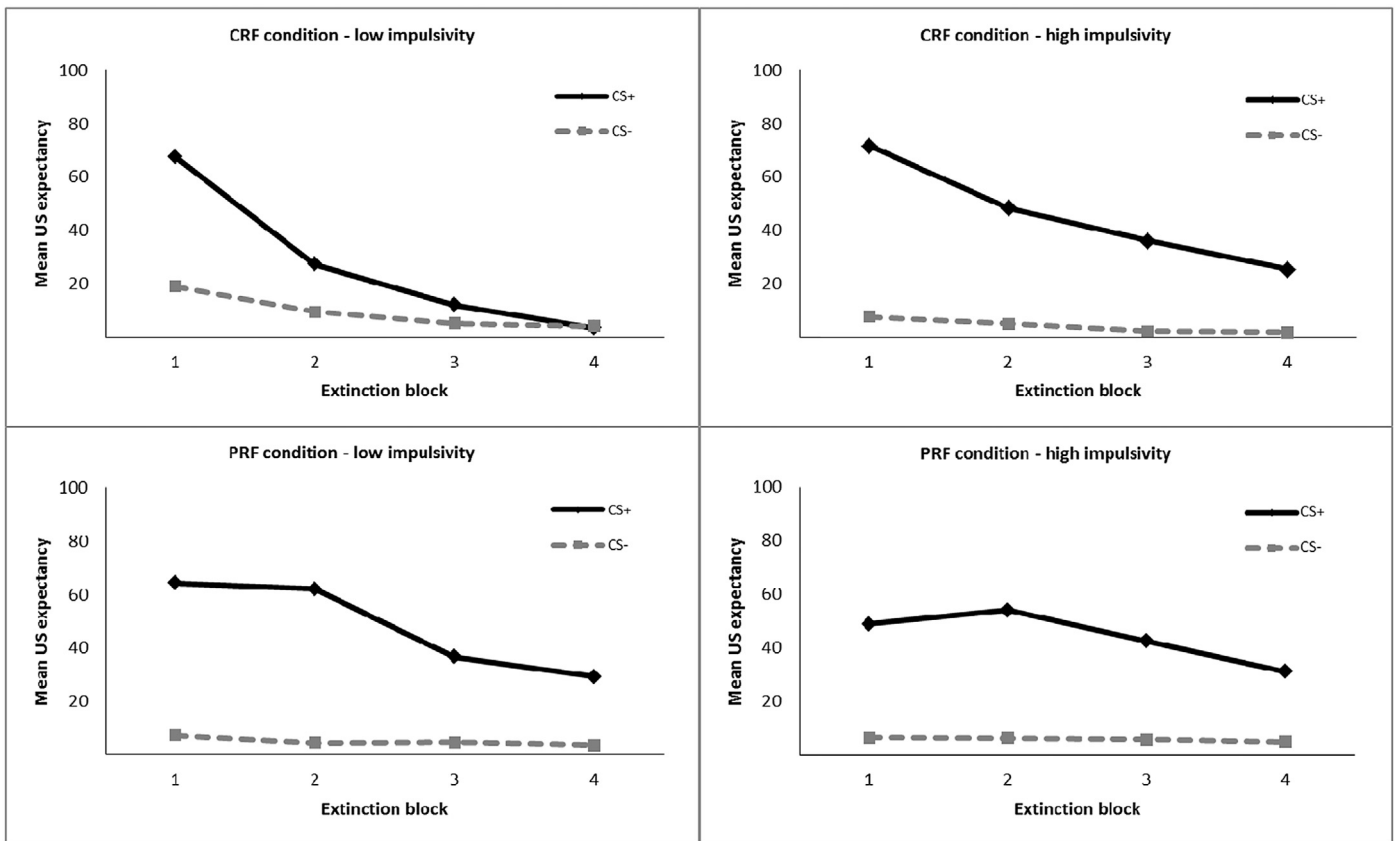 CRF condition - low impulsivity
100
80
60
40
20
Mean US expectancy
CS+
CS-
1 2 3 4
Extinction block
CRF condition - high impulsivity
100
80
60
40
20
Mean US expectancy
CS+
CS-
1 2 3 4
Extinction block
PRF condition - low impulsivity
100
80
60
40
20
Mean US expectancy
CS+
CS-
1 2 3 4
Extinction block
PRF condition - high impulsivity
100
80
60
40
20
Mean US expectancy
CS+
CS-
1 2 3 4
Extinction block